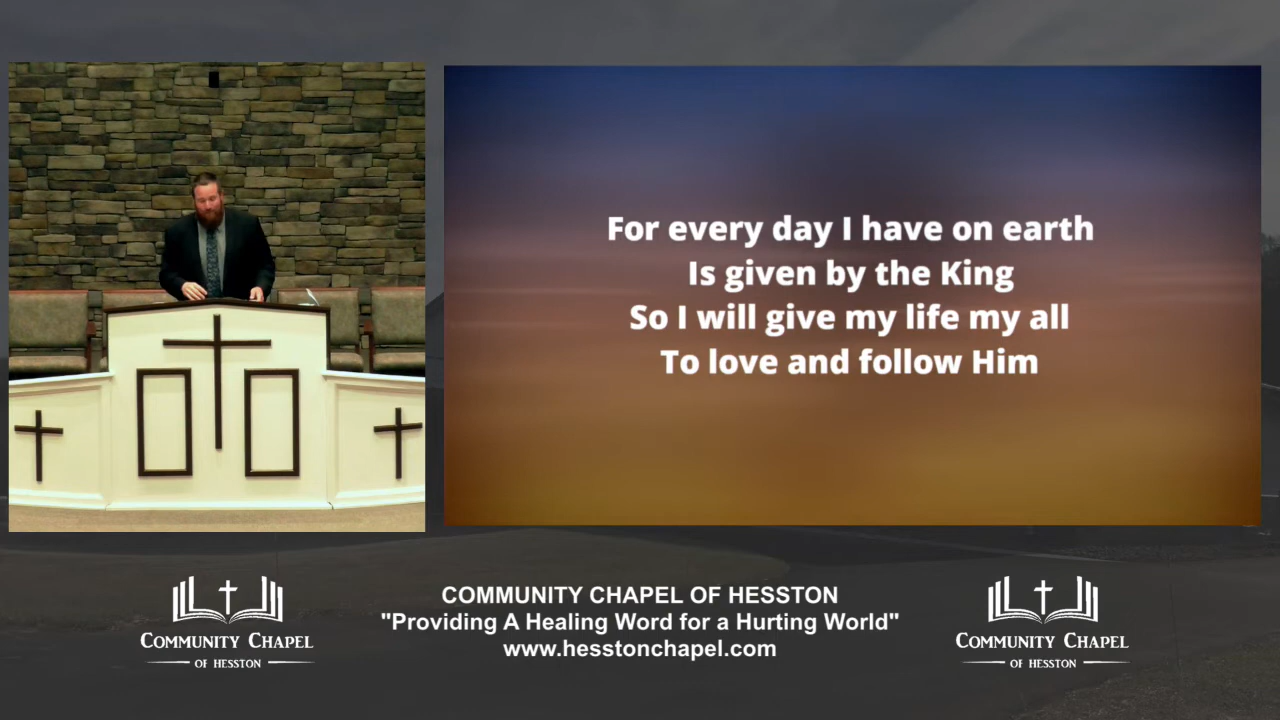 For every day I have on earth
Is given by the King
So I will give my life my all
To love and follow Him
COMMUNITY CHAPEL
OF HESSTON
COMMUNITY CHAPEL OF HESSTON
"Providing A Healing Word for a Hurting World"
www.hesstonchapel.com
COMMUNITY CHAPEL
OF HESSTON